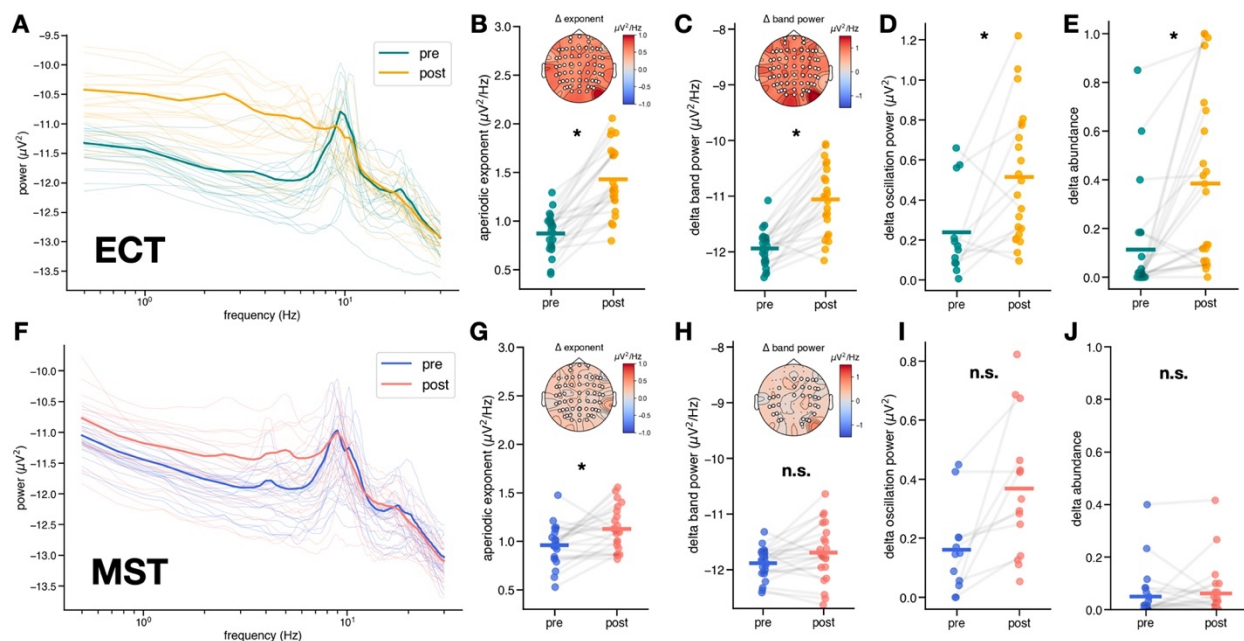 A
−9.5
−10.0
−10.5
−11.0
−11.5
−12.0
−12.5
−13.0
−13.5
power (μV²)
pre
post
ECT
10⁰
10¹
frequency (Hz)
B
Δ exponent
μV²/Hz
1.0
0.5
0.0
−0.5
−1.0
3.0
2.5
2.0
1.5
1.0
0.5
aperiodic exponent (μV²/Hz)
*
pre
post
C
Δ band power
μV²/Hz
1
0
−1
−8
−9
−10
−11
−12
delta band power (μV²/Hz)
*
pre
post
D
1.2
1.0
0.8
0.6
0.4
0.2
0.0
delta oscillation power (μV²)
*
pre
post
E
1.0
0.8
0.6
0.4
0.2
0.0
delta abundance
*
pre
post
F
−10.0
−10.5
−11.0
−11.5
−12.0
−12.5
−13.0
−13.5
power (μV²)
pre
post
MST
10⁰
10¹
frequency (Hz)
G
Δ exponent
μV²/Hz
1.0
0.5
0.0
−0.5
−1.0
3.0
2.5
2.0
1.5
1.0
0.5
aperiodic exponent (μV²/Hz)
*
pre
post
H
Δ band power
μV²/Hz
1
0
−1
−8
−9
−10
−11
−12
delta band power (μV²/Hz)
n.s.
pre
post
I
0.8
0.6
0.4
0.2
0.0
delta oscillation power (μV²)
n.s.
pre
post
J
1.0
0.8
0.6
0.4
0.2
0.0
delta abundance
n.s.
pre
post